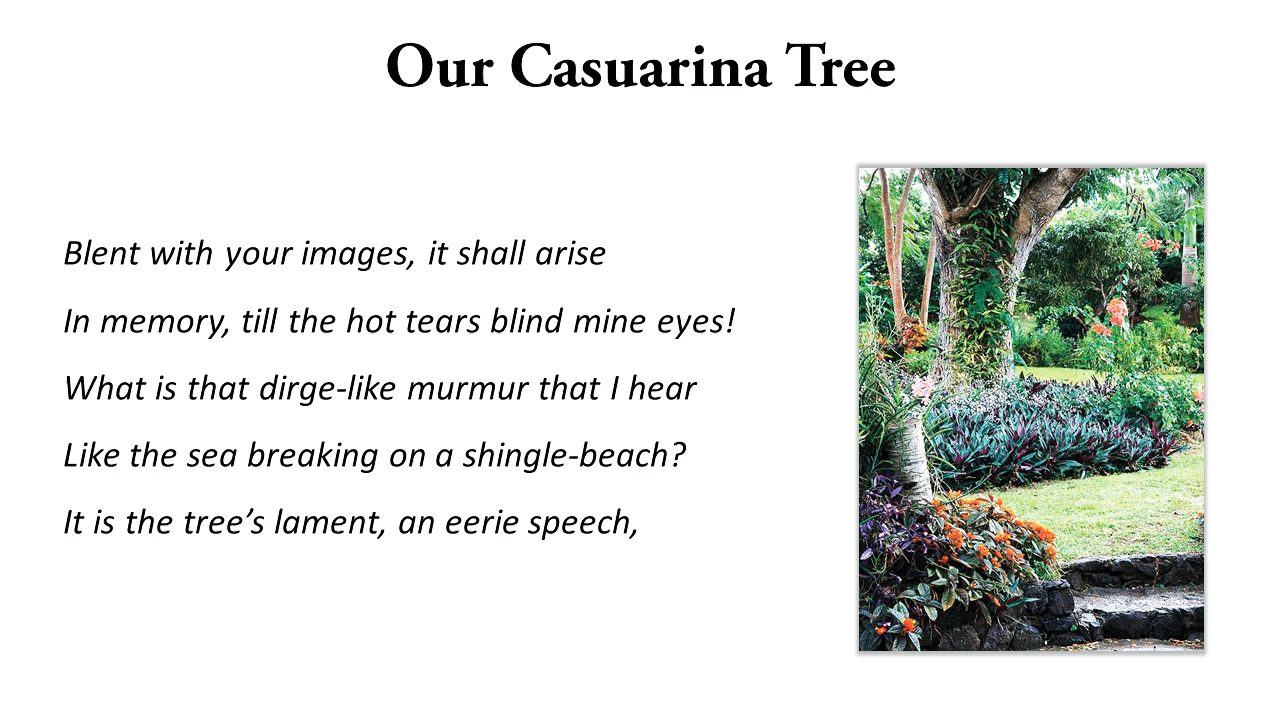 Our Casuarina Tree
Blent with your images, it shall arise
In memory, till the hot tears blind mine eyes!
What is that dirge-like murmur that I hear
Like the sea breaking on a shingle-beach?
It is the tree’s lament, an eerie speech,